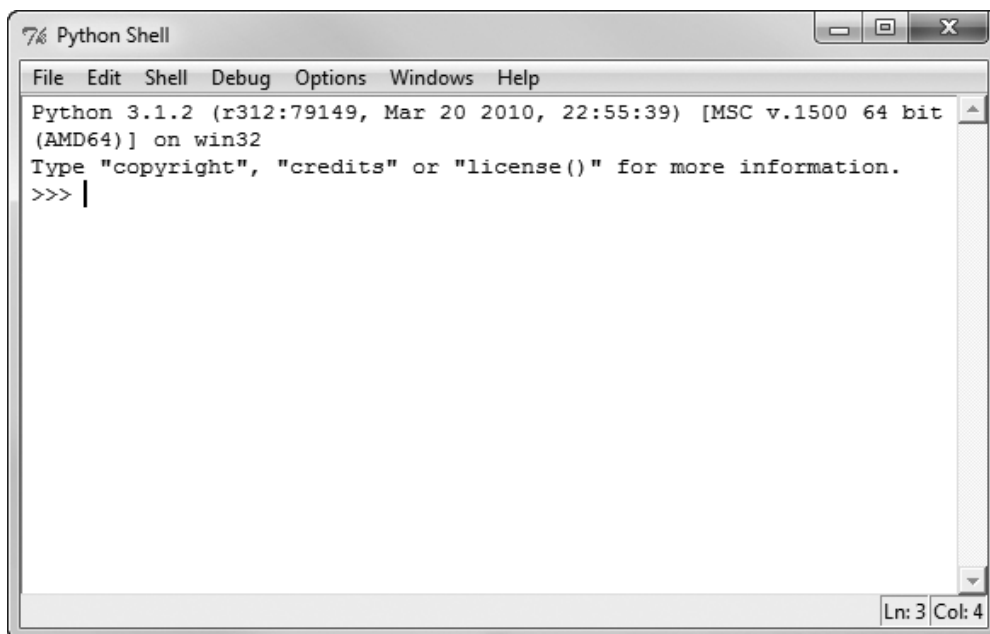 Python Shell
File Edit Shell Debug Options Windows Help
Python 3.1.2 (r312:79149, Mar 20 2010, 22:55:39) [MSC v.1500 64 bit
(AMD64)] on win32
Type "copyright", "credits" or "license()" for more information.
>>>
Ln: 3 Col: 4